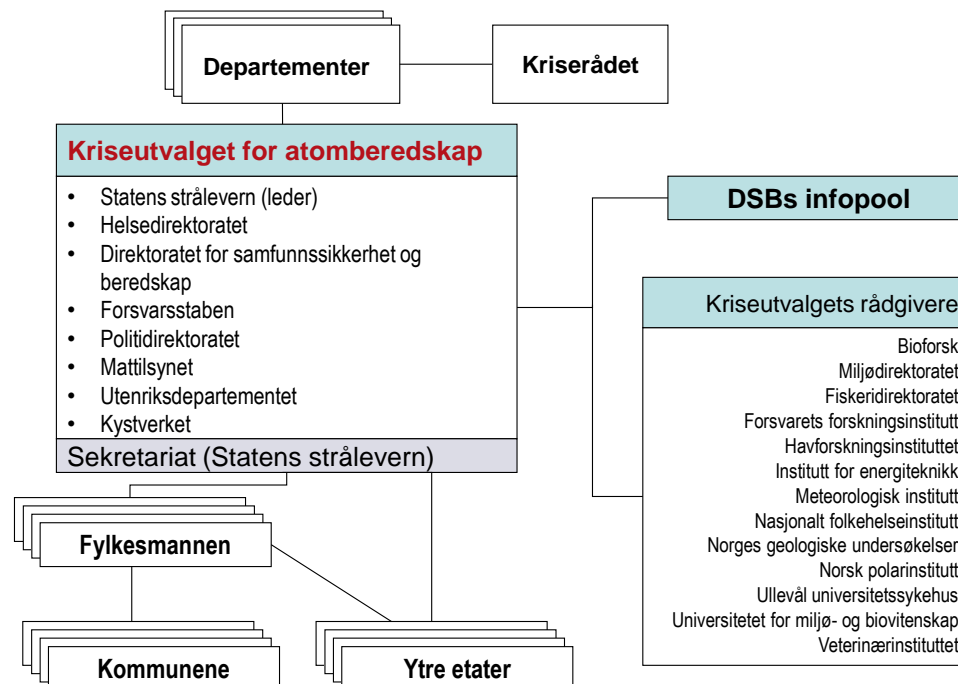 Departementer
Kriserådet
Kriseutvalget for atomberedskap
• Statens strålevern (leder)
• Helsedirektoratet
• Direktoratet for samfunnssikkerhet og
beredskap
• Forsvarsstaben
• Politidirektoratet
• Mattilsynet
• Utenriksdepartementet
• Kystverket
Sekretariat (Statens strålevern)
DSBs infopool
Kriseutvalgets rådgivere
Bioforsk
Miljødirektoratet
Fiskeridirektoratet
Forsvarets forskningsinstitutt
Havforskningsinstituttet
Institutt for energiteknikk
Meteorologisk institutt
Nasjonalt folkehelseinstitutt
Norges geologiske undersøkelser
Norsk polarinstitutt
Ullevål universitetssykehus
Universitetet for miljø- og biovitenskap
Veterinærinstituttet
Fylkesmannen
Kommunene
Ytre etater